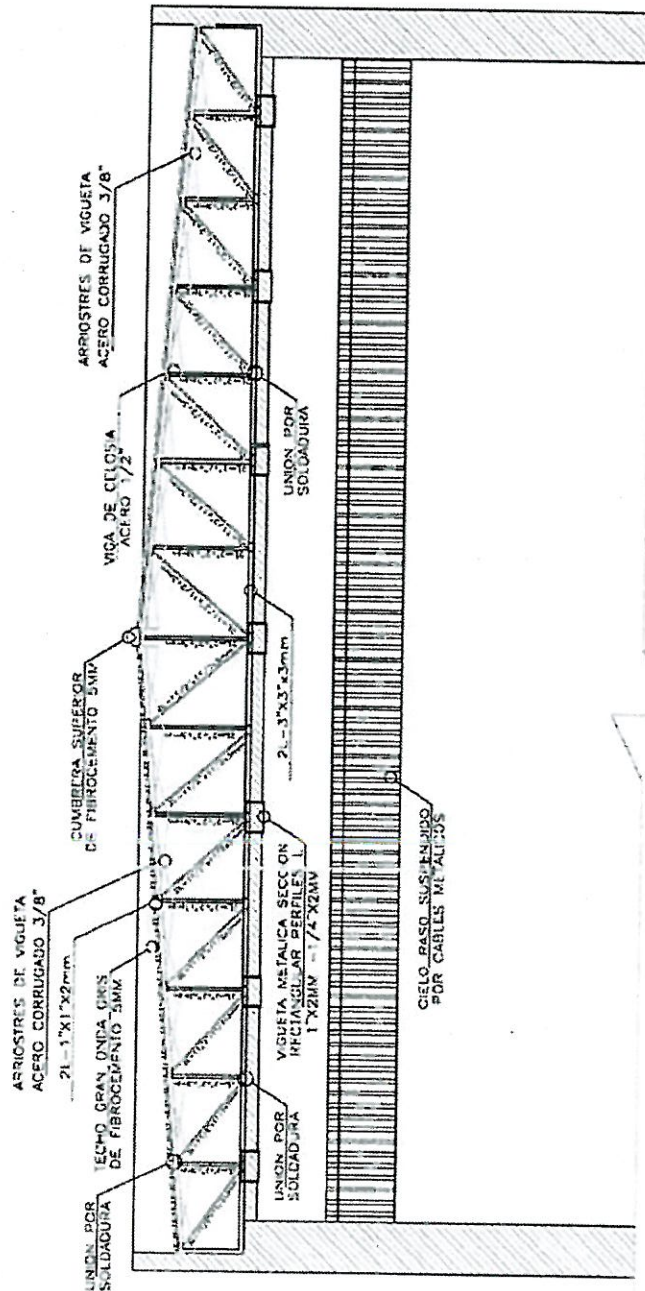 ARRIOSTRES DE VIGUETA
ACERO CORRUGADO 3/8"
2L-1"X1"X2mm
UNION POR
SOLDADURA
TECHO GRAN ONDA GRIS
DE FIBROCEMENTO 5MM
CUMBRERA SUPERIOR
DE FIBROCEMENTO 5MM
VIGA DE CELOSIA
ACERO 1/2"
ARRIOSTRES DE VIGUETA
ACERO CORRUGADO 3/8"
UNION POR
SOLDADURA
VIGUETA METALICA SECCION
RECTANGULAR PERFILES L
1"X2MM -1/4"X2MM
2L-3"X3"x3mm
UNION POR
SOLDADURA
CIELO RASO SUSPENDIDO
POR CABLES METALICOS